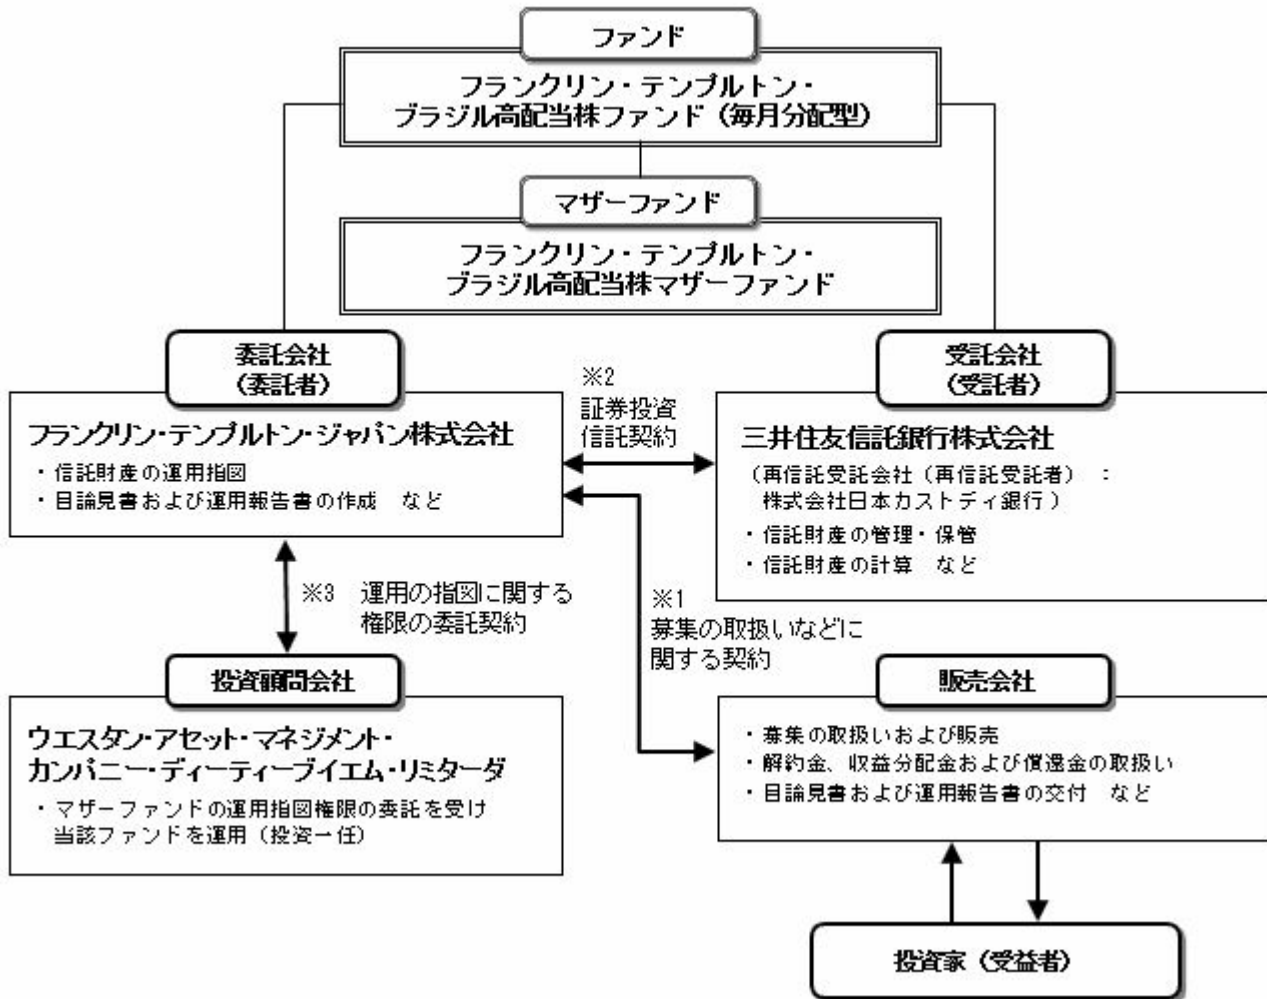 ファンド
フランクリン・テンプルトン・
ブラジル高配当株ファンド（毎月分配型）
マザーファンド
フランクリン・テンプルトン・
ブラジル高配当株マザーファンド
委託会社
（委託者）
フランクリン・テンプルトン・ジャパン株式会社
・信託財産の運用指図
・目論見書および運用報告書の作成　など
※2
証券投資
信託契約
受託会社
（受託者）
三井住友信託銀行株式会社
（再信託受託会社（再信託受託者）：
株式会社日本カストディ銀行）
・信託財産の管理・保管
・信託財産の計算　など
※3　運用の指図に関する
権限の委託契約
※1
募集の取扱いなどに
関する契約
投資顧問会社
ウエスタン・アセット・マネジメント・
カンパニー・ディーティーブイエム・リミターダ
・マザーファンドの運用指図権限の委託を受け
当該ファンドを運用（投資一任）
販売会社
・募集の取扱いおよび販売
・解約金、収益分配金および償還金の取扱い
・目論見書および運用報告書の交付　など
投資家（受益者）